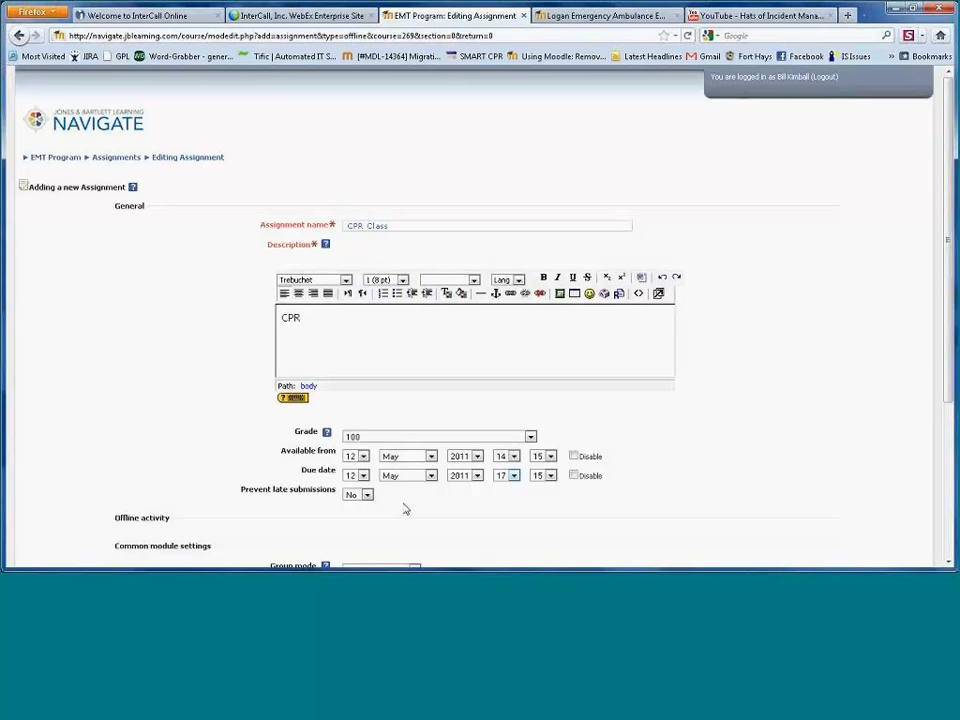 Firefox
Welcome to InterCall Online
InterCall, Inc. WebEx Enterprise Site
EMT Program: Editing Assignment
Logan Emergency Ambulance E...
YouTube - Hats of Incident Mana...
http://navigate.jblearning.com/course/modedit.php?add=assignment&type=offline&course=269&section=0&return=0
Google
Most Visited JIRA GPL Word-Grabber - gener... Tific | Automated IT S... [#MDL-14364] Migrati... SMART CPR Using Moodle: Remov... Latest Headlines Gmail Fort Hays Facebook ISIssues » Bookmarks
You are logged in as Bill Kimball (Logout)
JONES & BARTLETT LEARNING
NAVIGATE
EMT Program Assignments Editing Assignment
Adding a new Assignment ?
General
Assignment name* CPR Class
Description* ?
Trebuchet 1 (8 pt) Lang B I U S
CPR
Path: body
?
Grade ? 100
Available from 12 May 2011 14 15 Disable
Due date 12 May 2011 17 15 Disable
Prevent late submissions No
Offline activity
Common module settings
Group mode ?